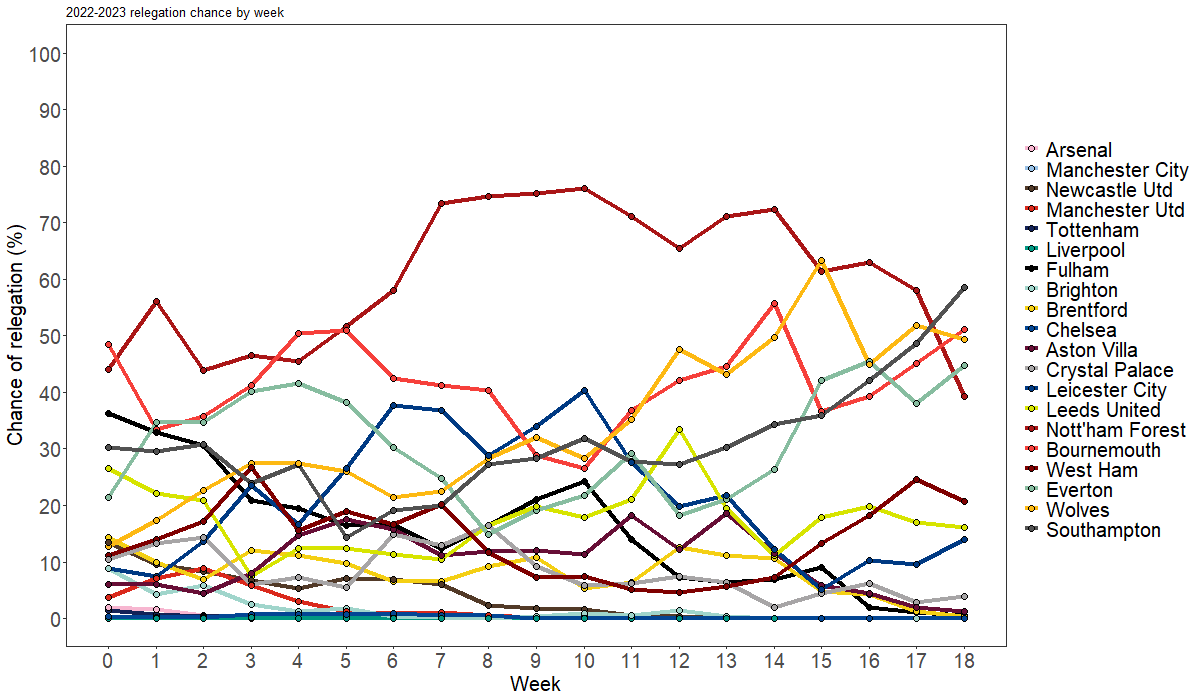 2022-2023 relegation chance by week
100
90
80
70
60
50
40
30
20
10
0
Chance of relegation (%)
0 1 2 3 4 5 6 7 8 9 10 11 12 13 14 15 16 17 18
Week
Arsenal
Manchester City
Newcastle Utd
Manchester Utd
Tottenham
Liverpool
Fulham
Brighton
Brentford
Chelsea
Aston Villa
Crystal Palace
Leicester City
Leeds United
Nott'ham Forest
Bournemouth
West Ham
Everton
Wolves
Southampton